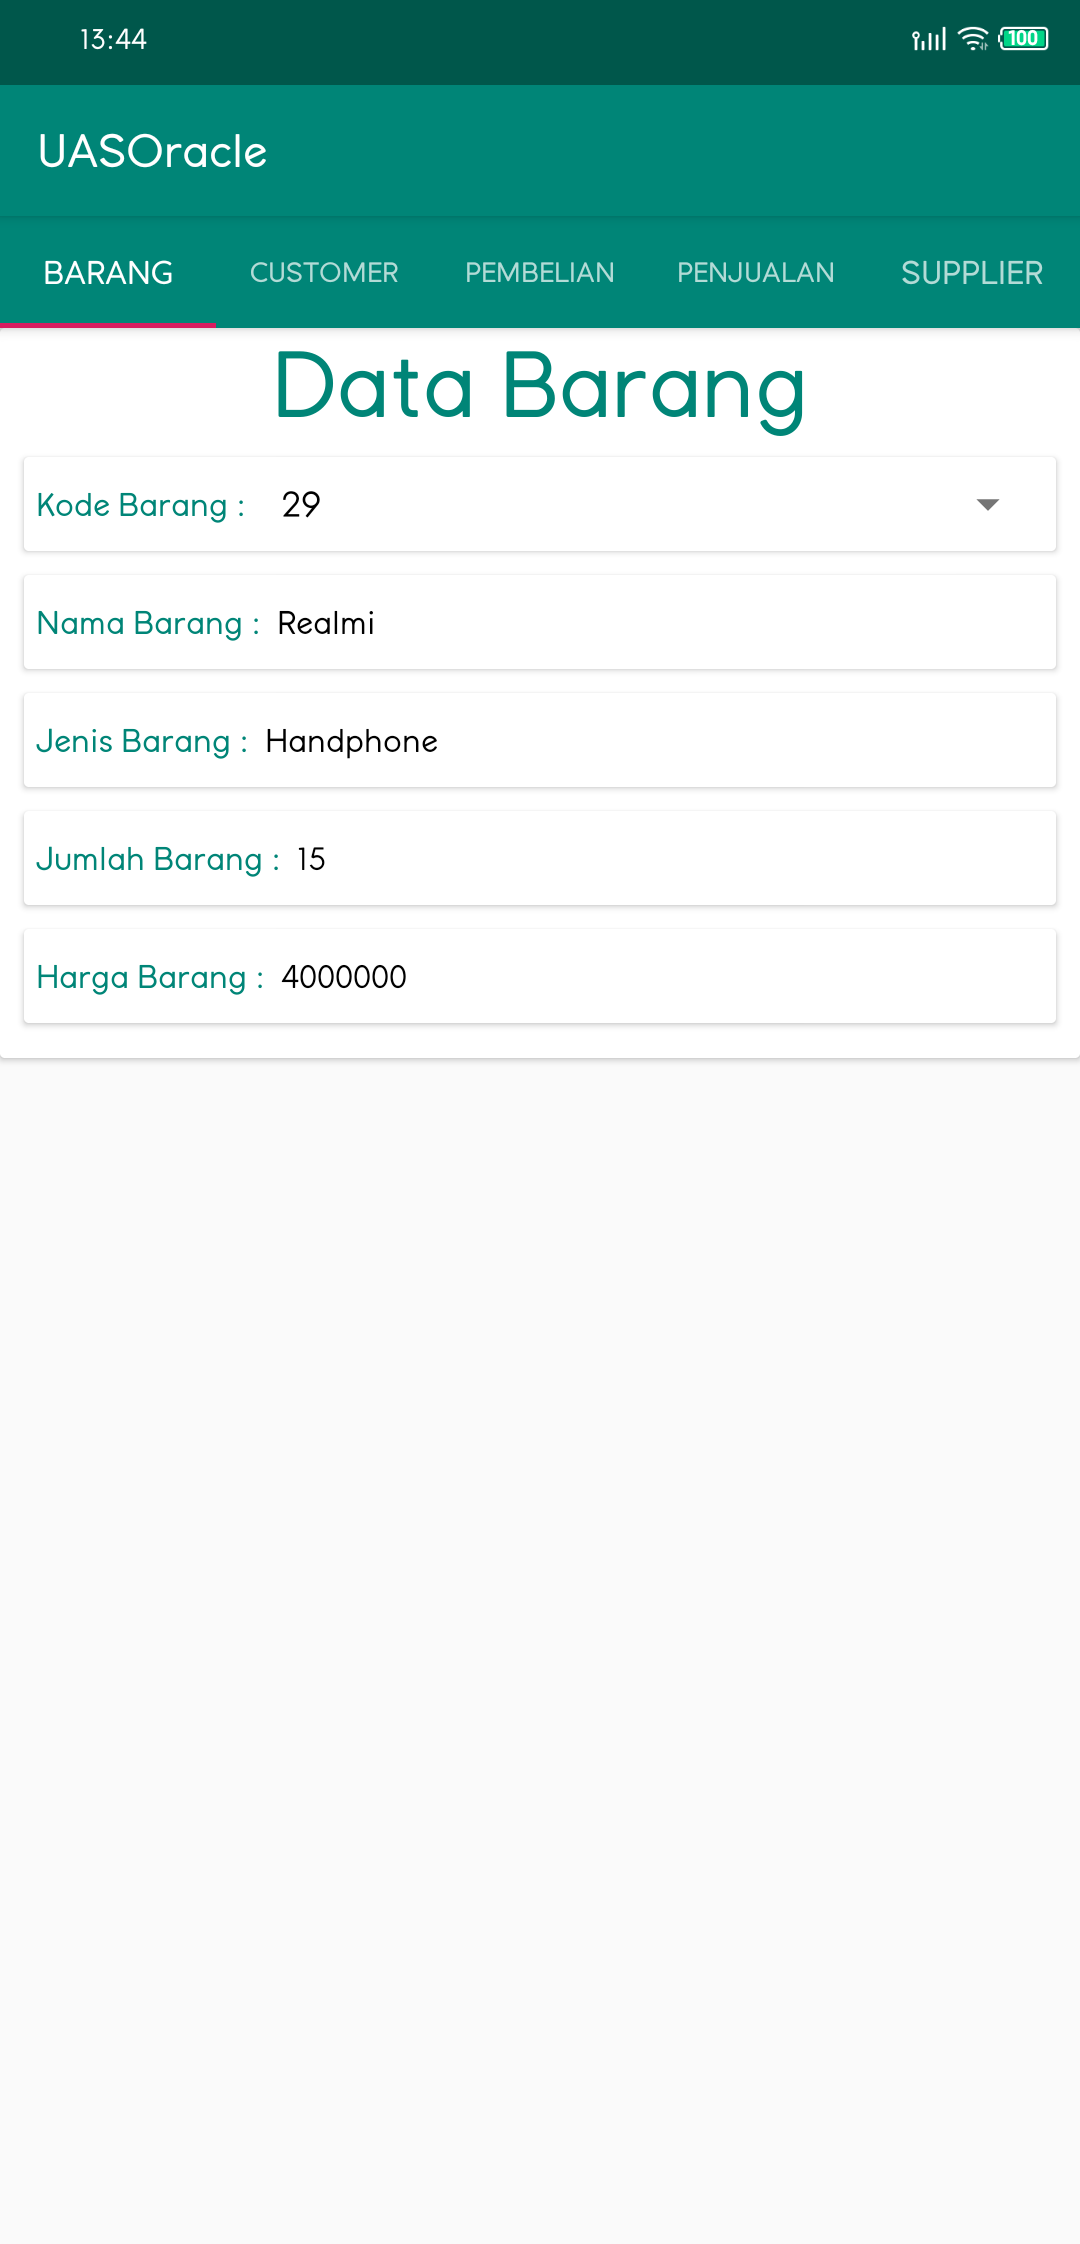 13:44 100
UASOracle
BARANG CUSTOMER PEMBELIAN PENJUALAN SUPPLIER
Data Barang
Kode Barang : 29
Nama Barang : Realmi
Jenis Barang : Handphone
Jumlah Barang : 15
Harga Barang : 4000000